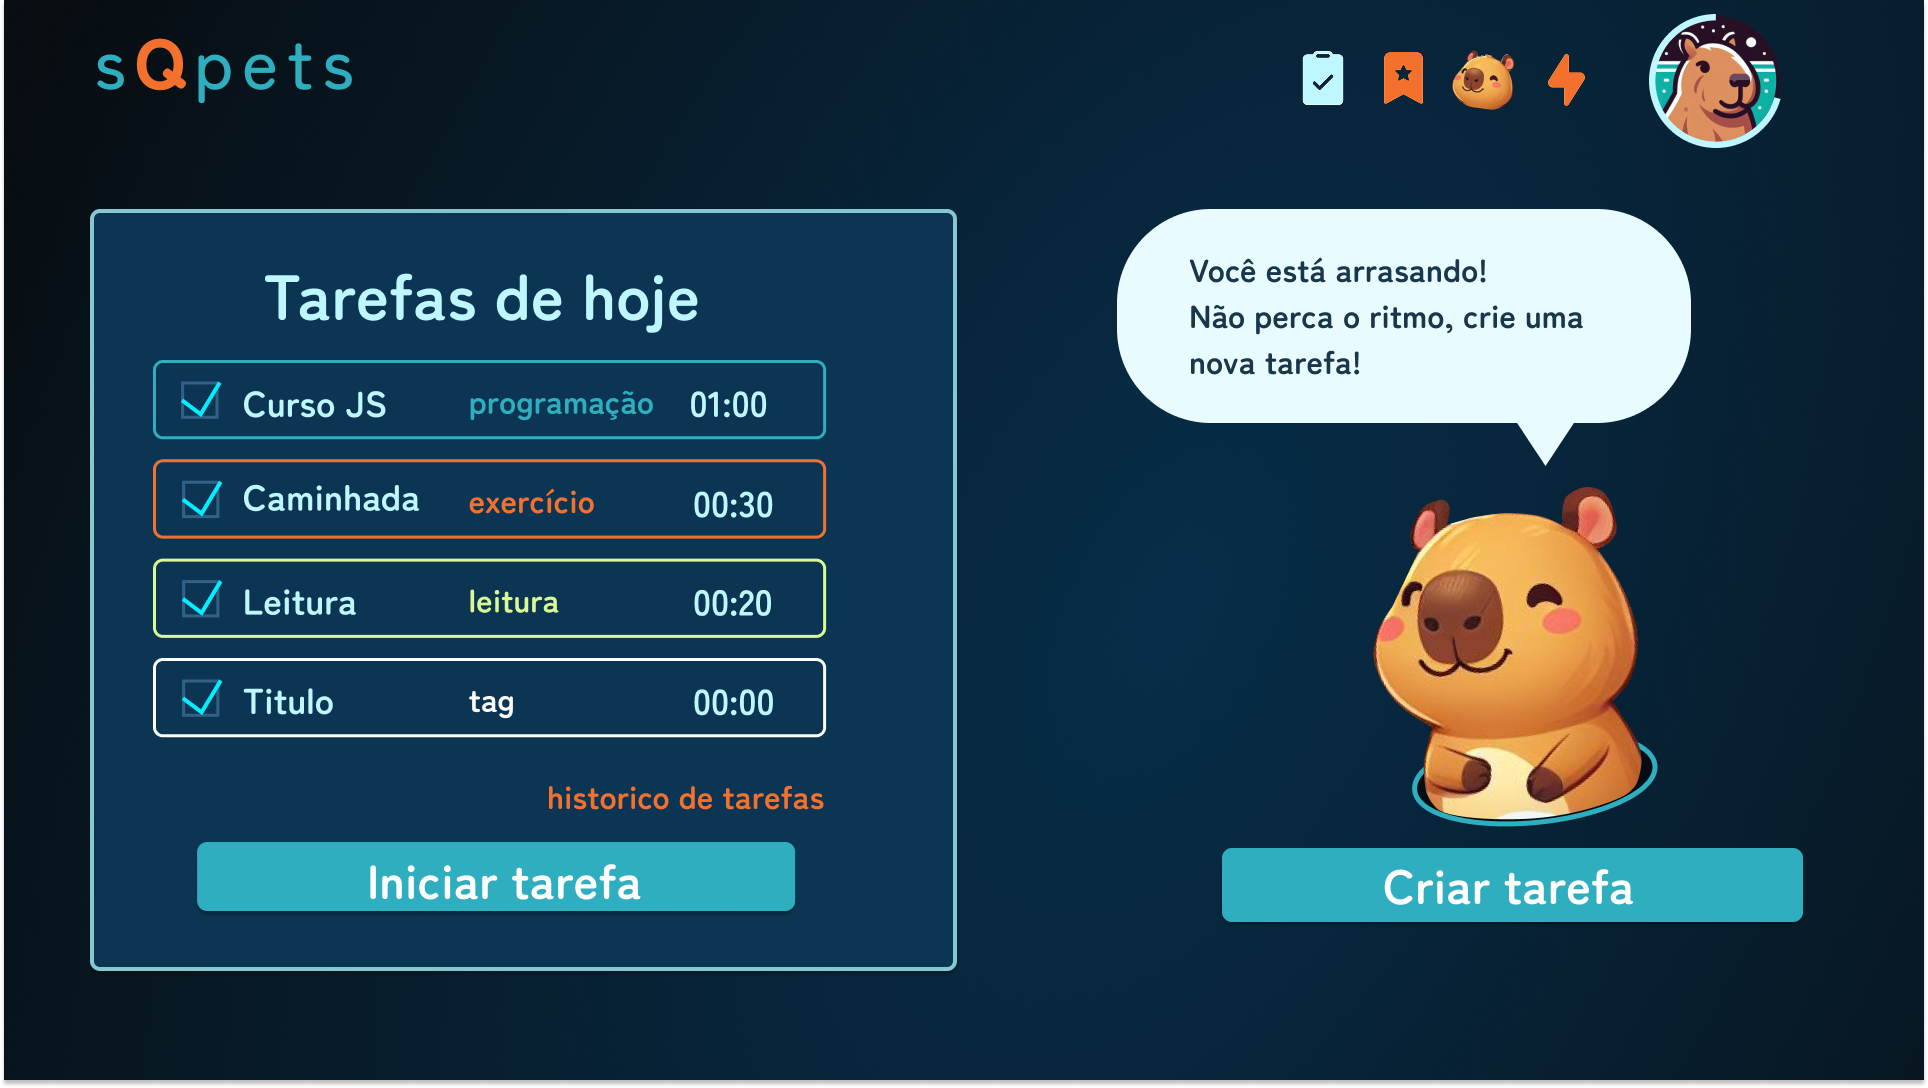 sQpets
Tarefas de hoje
Curso JS programação 01:00
Caminhada exercício 00:30
Leitura leitura 00:20
Titulo tag 00:00
historico de tarefas
Iniciar tarefa
Você está arrasando!
Não perca o ritmo, crie uma
nova tarefa!
Criar tarefa